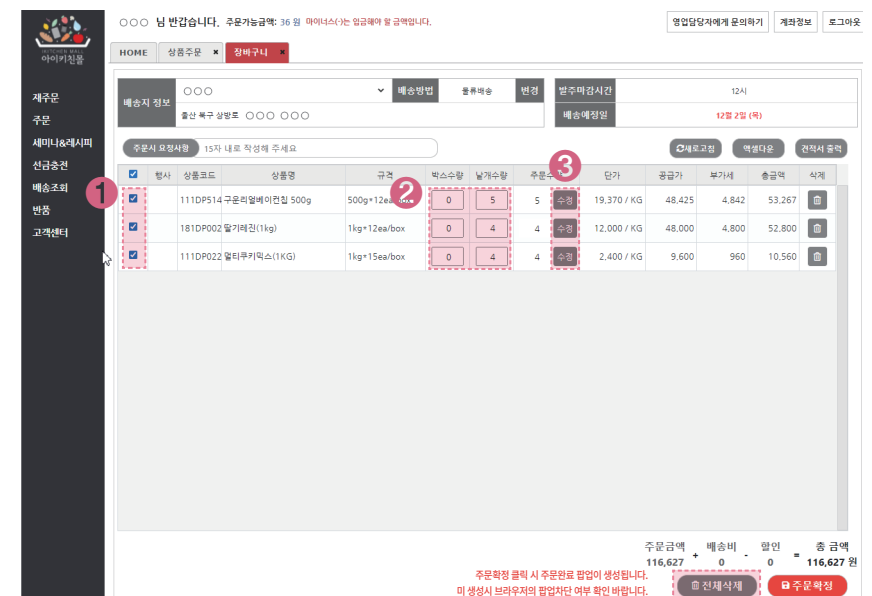 ○○○ 님 반갑습니다. 주문가능금액: 36 원 마이너스(-)는 입금해야 할 금액입니다.
영업담당자에게 문의하기 계좌정보 로그아웃
KITCHEN MALL
아이키친몰
HOME 상품주문 × 장바구니 ×
재주문
주문
세미나&레시피
선급충전
배송조회
반품
고객센터
배송지 정보 ○○○ 배송방법 물류배송 변경 발주마감시간 12시
울산 북구 상방로 ○○○ ○○○ 배송예정일 12월 2일 (목)
주문시 요청사항 15자 내로 작성해 주세요 새로고침 엑셀다운 견적서 출력
1 2 3
행사 상품코드 상품명 규격 박스수량 낱개수량 주문수 단가 공급가 부가세 총금액 삭제
111DP514 구운리얼베이컨칩 500g 500g*12ea/box 0 5 5 수정 19,370 / KG 48,425 4,842 53,267
181DP002 딸기레진(1kg) 1kg*12ea/box 0 4 4 수정 12,000 / KG 48,000 4,800 52,800
111DP022 멀티쿠키믹스(1KG) 1kg*15ea/box 0 4 4 수정 2,400 / KG 9,600 960 10,560
주문금액 배송비 할인 총 금액
116,627 + 0 - 0 = 116,627 원
주문확정 클릭 시 주문완료 팝업이 생성됩니다.
미 생성시 브라우저의 팝업차단 여부 확인 바랍니다.
전체삭제 주문확정